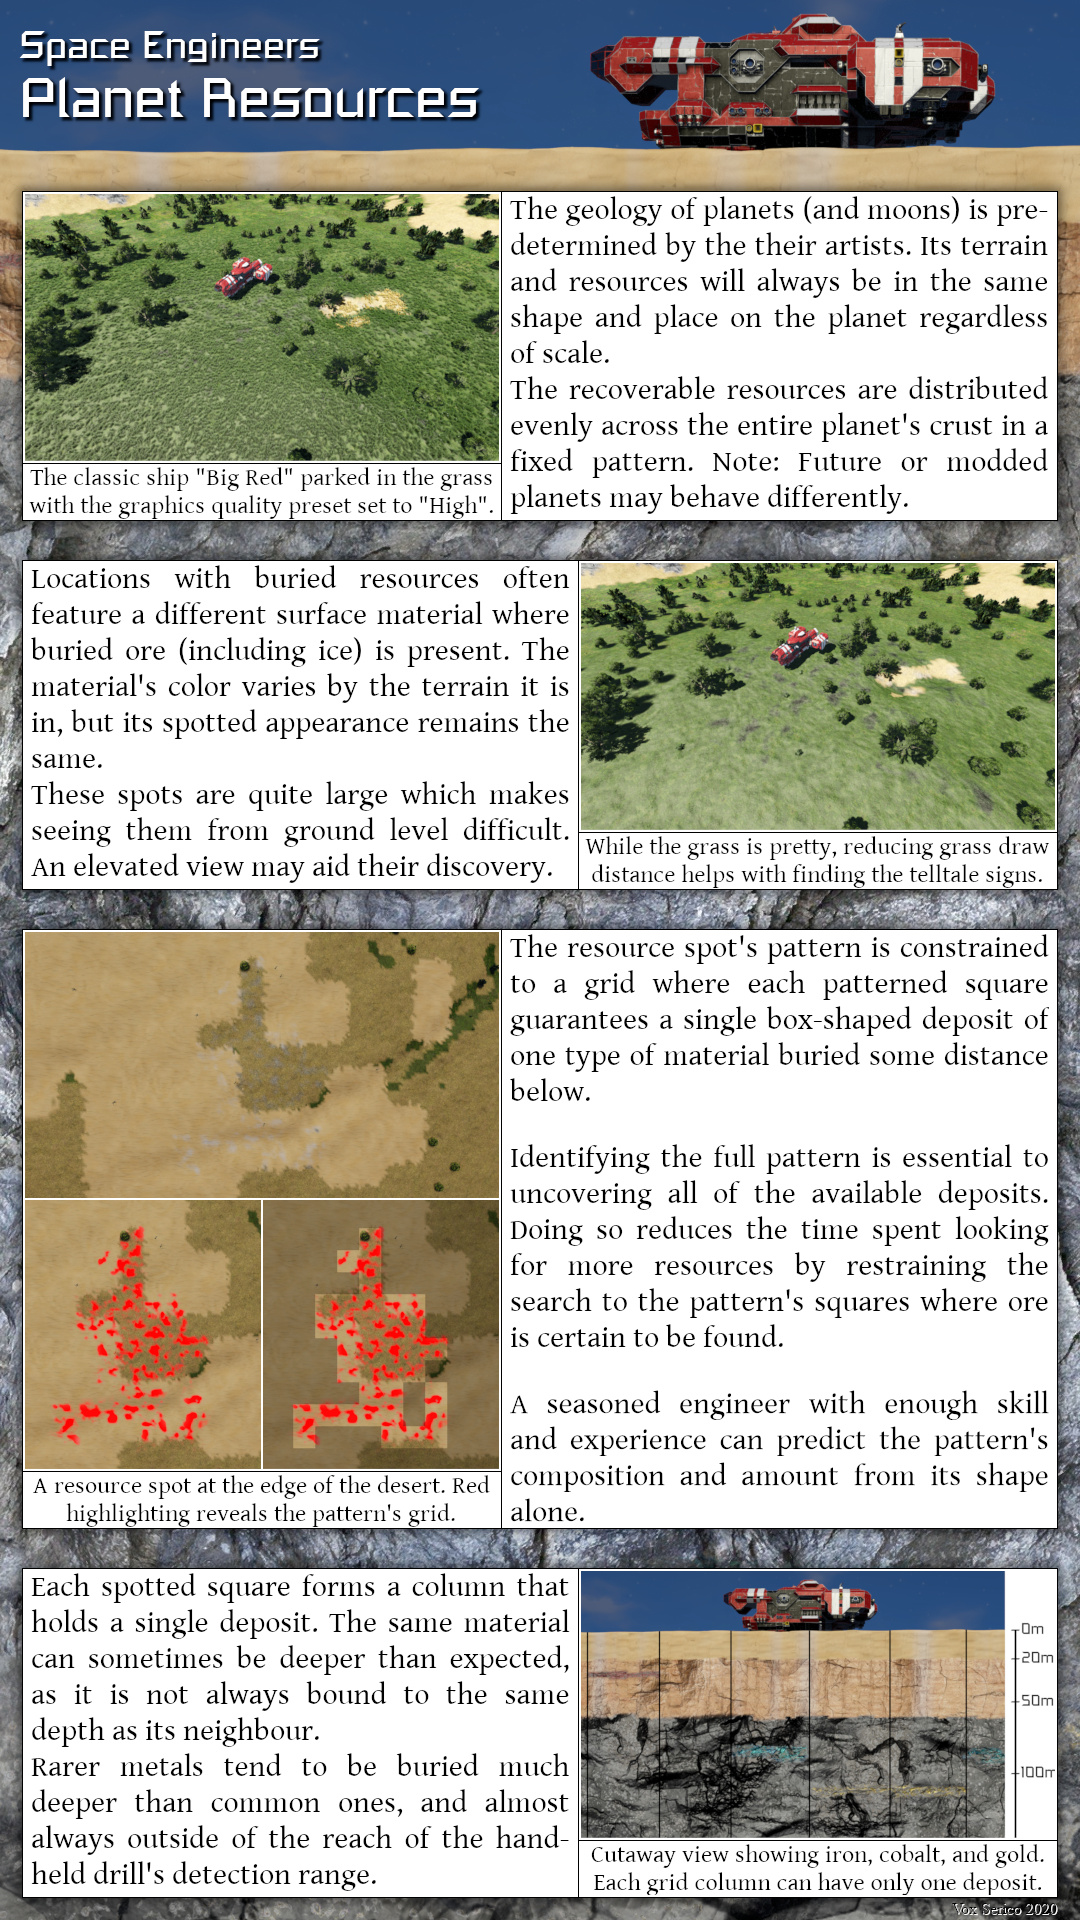 Space Engineers
Planet Resources
The geology of planets (and moons) is pre-
determined by the their artists. Its terrain
and resources will always be in the same
shape and place on the planet regardless
of scale.
The recoverable resources are distributed
evenly across the entire planet's crust in a
fixed pattern. Note: Future or modded
planets may behave differently.
The classic ship "Big Red" parked in the grass
with the graphics quality preset set to "High".
Locations with buried resources often
feature a different surface material where
buried ore (including ice) is present. The
material's color varies by the terrain it is
in, but its spotted appearance remains the
same.
These spots are quite large which makes
seeing them from ground level difficult.
An elevated view may aid their discovery.
While the grass is pretty, reducing grass draw
distance helps with finding the telltale signs.
The resource spot's pattern is constrained
to a grid where each patterned square
guarantees a single box-shaped deposit of
one type of material buried some distance
below.
Identifying the full pattern is essential to
uncovering all of the available deposits.
Doing so reduces the time spent looking
for more resources by restraining the
search to the pattern's squares where ore
is certain to be found.
A seasoned engineer with enough skill
and experience can predict the pattern's
composition and amount from its shape
alone.
A resource spot at the edge of the desert. Red
highlighting reveals the pattern's grid.
Each spotted square forms a column that
holds a single deposit. The same material
can sometimes be deeper than expected,
as it is not always bound to the same
depth as its neighbour.
Rarer metals tend to be buried much
deeper than common ones, and almost
always outside of the reach of the hand-
held drill's detection range.
0m
20m
50m
100m
Cutaway view showing iron, cobalt, and gold.
Each grid column can have only one deposit.
Vox Serico 2020